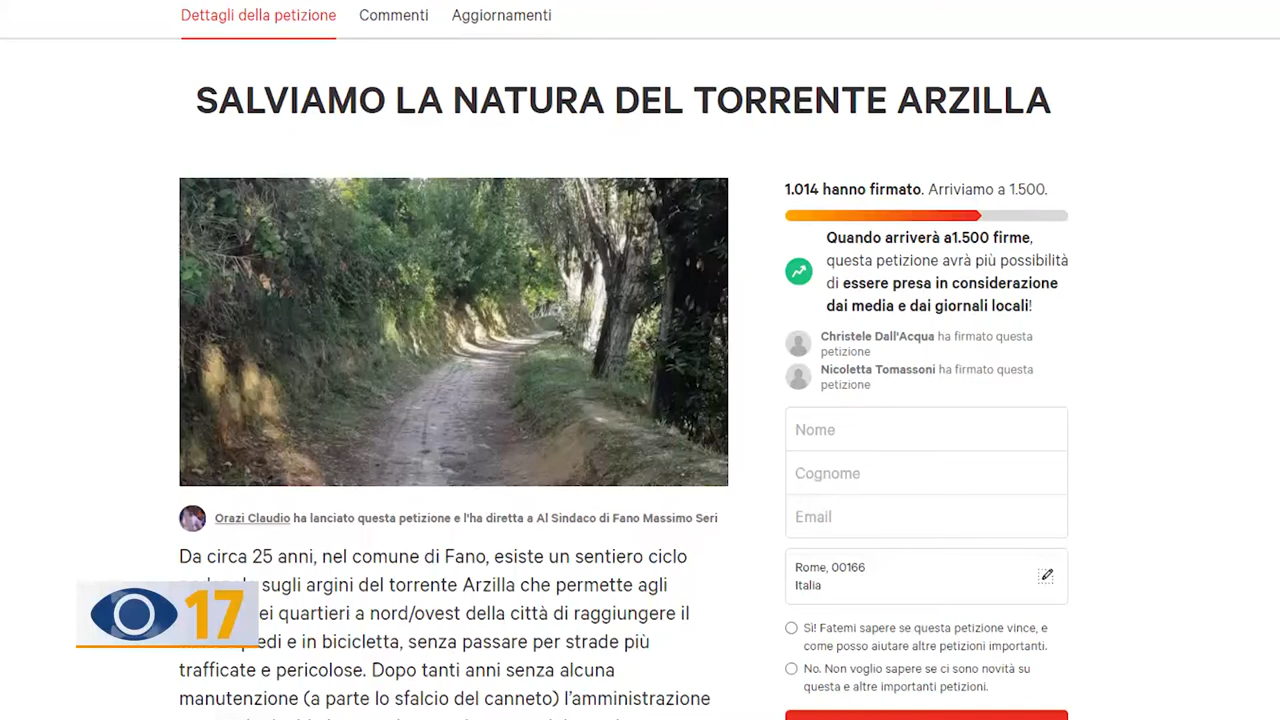 Dettagli della petizione Commenti Aggiornamenti
SALVIAMO LA NATURA DEL TORRENTE ARZILLA
1.014 hanno firmato. Arriviamo a 1.500.
Quando arriverà a1.500 firme,
questa petizione avrà più possibilità
di essere presa in considerazione
dai media e dai giornali locali!
Christele Dall'Acqua ha firmato questa
petizione
Nicoletta Tomassoni ha firmato questa
petizione
Nome
Cognome
Email
Rome, 00166
Italia
Sì! Fatemi sapere se questa petizione vince, e
come posso aiutare altre petizioni importanti.
No. Non voglio sapere se ci sono novità su
questa e altre importanti petizioni.
Orazi Claudio ha lanciato questa petizione e l'ha diretta a Al Sindaco di Fano Massimo Seri
Da circa 25 anni, nel comune di Fano, esiste un sentiero ciclo
sugli argini del torrente Arzilla che permette agli
ei quartieri a nord/ovest della città di raggiungere il
edi e in bicicletta, senza passare per strade più
trafficate e pericolose. Dopo tanti anni senza alcuna
manutenzione (a parte lo sfalcio del canneto) l'amministrazione
17